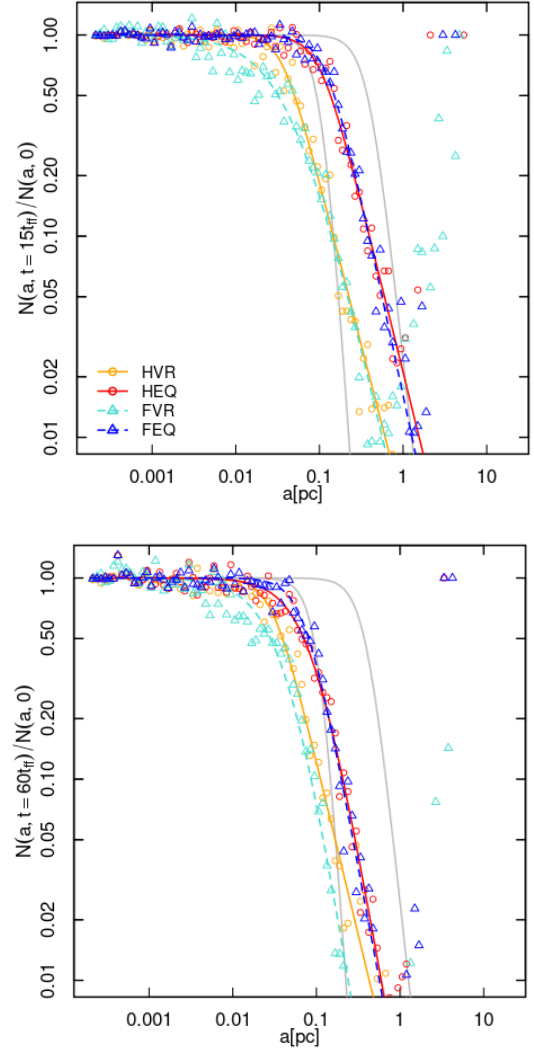 1.00
0.50
0.20
0.10
0.05
0.02
0.01
N(a, t = 15t_ff)/N(a, 0)
HVR
HEQ
FVR
FEQ
0.001 0.01 0.1 1 10
a[pc]
1.00
0.50
0.20
0.10
0.05
0.02
0.01
N(a, t = 60t_ff)/N(a, 0)
0.001 0.01 0.1 1 10
a[pc]